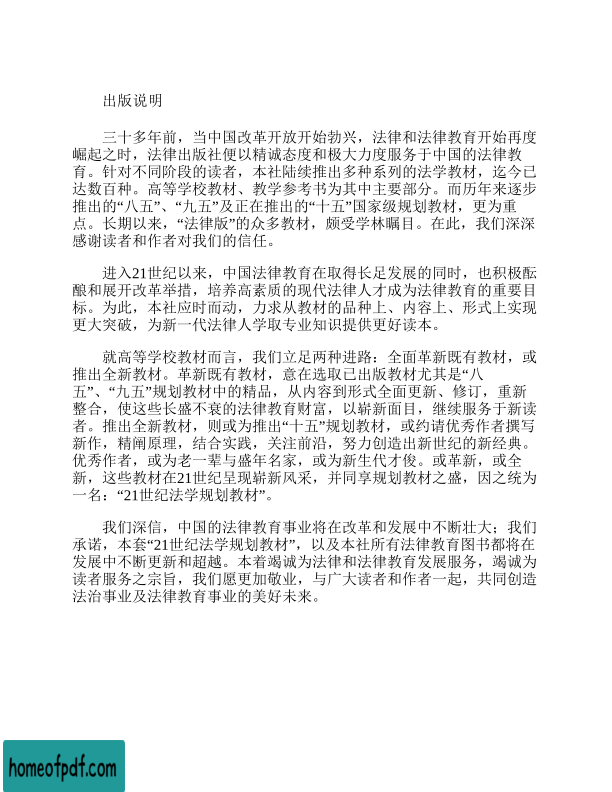 出版说明
三十多年前，当中国改革开放开始勃兴，法律和法律教育开始再度
崛起之时，法律出版社便以精诚态度和极大力度服务于中国的法律教
育。针对不同阶段的读者，本社陆续推出多种系列的法学教材，迄今已
达数百种。高等学校教材、教学参考书为其中主要部分。而历年来逐步
推出的“八五”、“九五”及正在推出的“十五”国家级规划教材，更为重
点。长期以来，“法律版”的众多教材，颇受学林瞩目。在此，我们深深
感谢读者和作者对我们的信任。
进入21世纪以来，中国法律教育在取得长足发展的同时，也积极酝
酿和展开改革举措，培养高素质的现代法律人才成为法律教育的重要目
标。为此，本社应时而动，力求从教材的品种上、内容上、形式上实现
更大突破，为新一代法律人学取专业知识提供更好读本。
就高等学校教材而言，我们立足两种进路：全面革新既有教材，或
推出全新教材。革新既有教材，意在选取已出版教材尤其是“八
五”、“九五”规划教材中的精品，从内容到形式全面更新、修订，重新
整合，使这些长盛不衰的法律教育财富，以崭新面目，继续服务于新读
者。推出全新教材，则或为推出“十五”规划教材，或约请优秀作者撰写
新作，精阐原理，结合实践，关注前沿，努力创造出新世纪的新经典。
优秀作者，或为老一辈与盛年名家，或为新生代才俊。或革新，或全
新，这些教材在21世纪呈现崭新风采，并同享规划教材之盛，因之统为
一名：“21世纪法学规划教材”。
我们深信，中国的法律教育事业将在改革和发展中不断壮大；我们
承诺，本套“21世纪法学规划教材”，以及本社所有法律教育图书都将在
发展中不断更新和超越。本着竭诚为法律和法律教育发展服务，竭诚为
读者服务之宗旨，我们愿更加敬业，与广大读者和作者一起，共同创造
法治事业及法律教育事业的美好未来。
homeofpdf.com